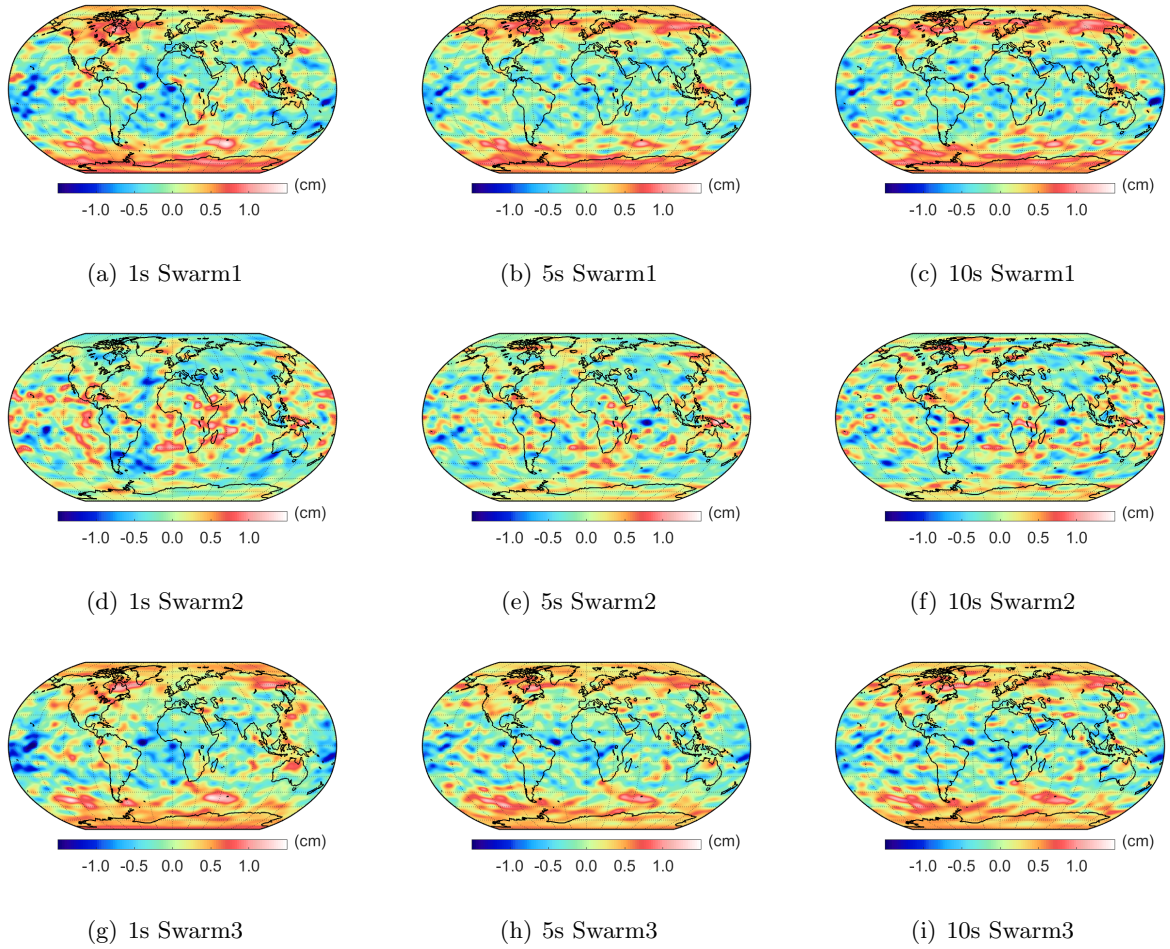 (cm) (cm) (cm)
-1.0 -0.5 0.0 0.5 1.0 -1.0 -0.5 0.0 0.5 1.0 -1.0 -0.5 0.0 0.5 1.0
(a) 1s Swarm1 (b) 5s Swarm1 (c) 10s Swarm1
(cm) (cm) (cm)
-1.0 -0.5 0.0 0.5 1.0 -1.0 -0.5 0.0 0.5 1.0 -1.0 -0.5 0.0 0.5 1.0
(d) 1s Swarm2 (e) 5s Swarm2 (f) 10s Swarm2
(cm) (cm) (cm)
-1.0 -0.5 0.0 0.5 1.0 -1.0 -0.5 0.0 0.5 1.0 -1.0 -0.5 0.0 0.5 1.0
(g) 1s Swarm3 (h) 5s Swarm3 (i) 10s Swarm3